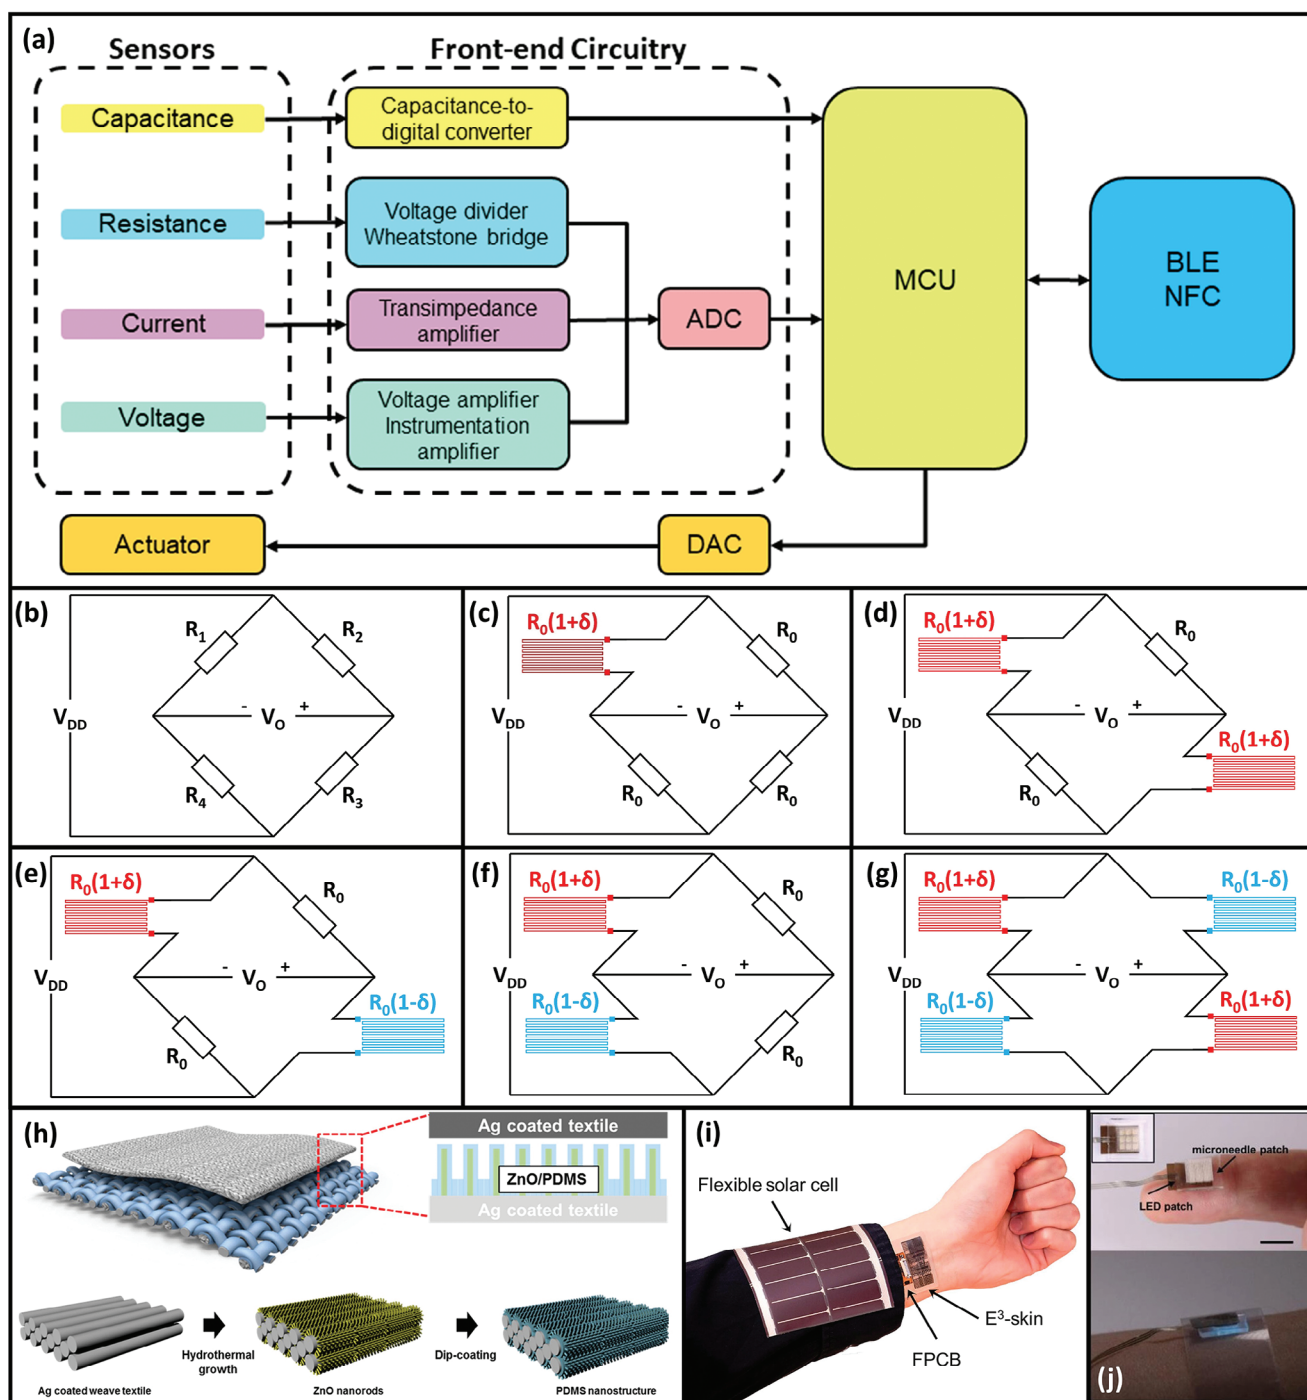 (a)
Sensors
Front-end Circuitry
Capacitance
Capacitance-to-
digital converter
Resistance
Voltage divider
Wheatstone bridge
Current
Transimpedance
amplifier
ADC
Voltage
Voltage amplifier
Instrumentation
amplifier
MCU
BLE
NFC
Actuator
DAC
(b)
R1
R2
VDD
- VO +
R4
R3
(c)
R0(1+δ)
R0
VDD
- VO +
R0
R0
(d)
R0(1+δ)
R0
VDD
- VO +
R0(1+δ)
R0
(e)
R0(1+δ)
R0
VDD
- VO +
R0(1-δ)
R0
(f)
R0(1+δ)
R0
VDD
- VO +
R0(1-δ)
R0
(g)
R0(1+δ)
R0(1-δ)
VDD
- VO +
R0(1-δ)
R0(1+δ)
(h)
Ag coated textile
ZnO/PDMS
Ag coated textile
Hydrothermal
growth
Dip-coating
Ag coated weave textile
ZnO nanorods
PDMS nanostructure
(i)
Flexible solar cell
E³-skin
FPCB
microneedle patch
LED patch
(j)